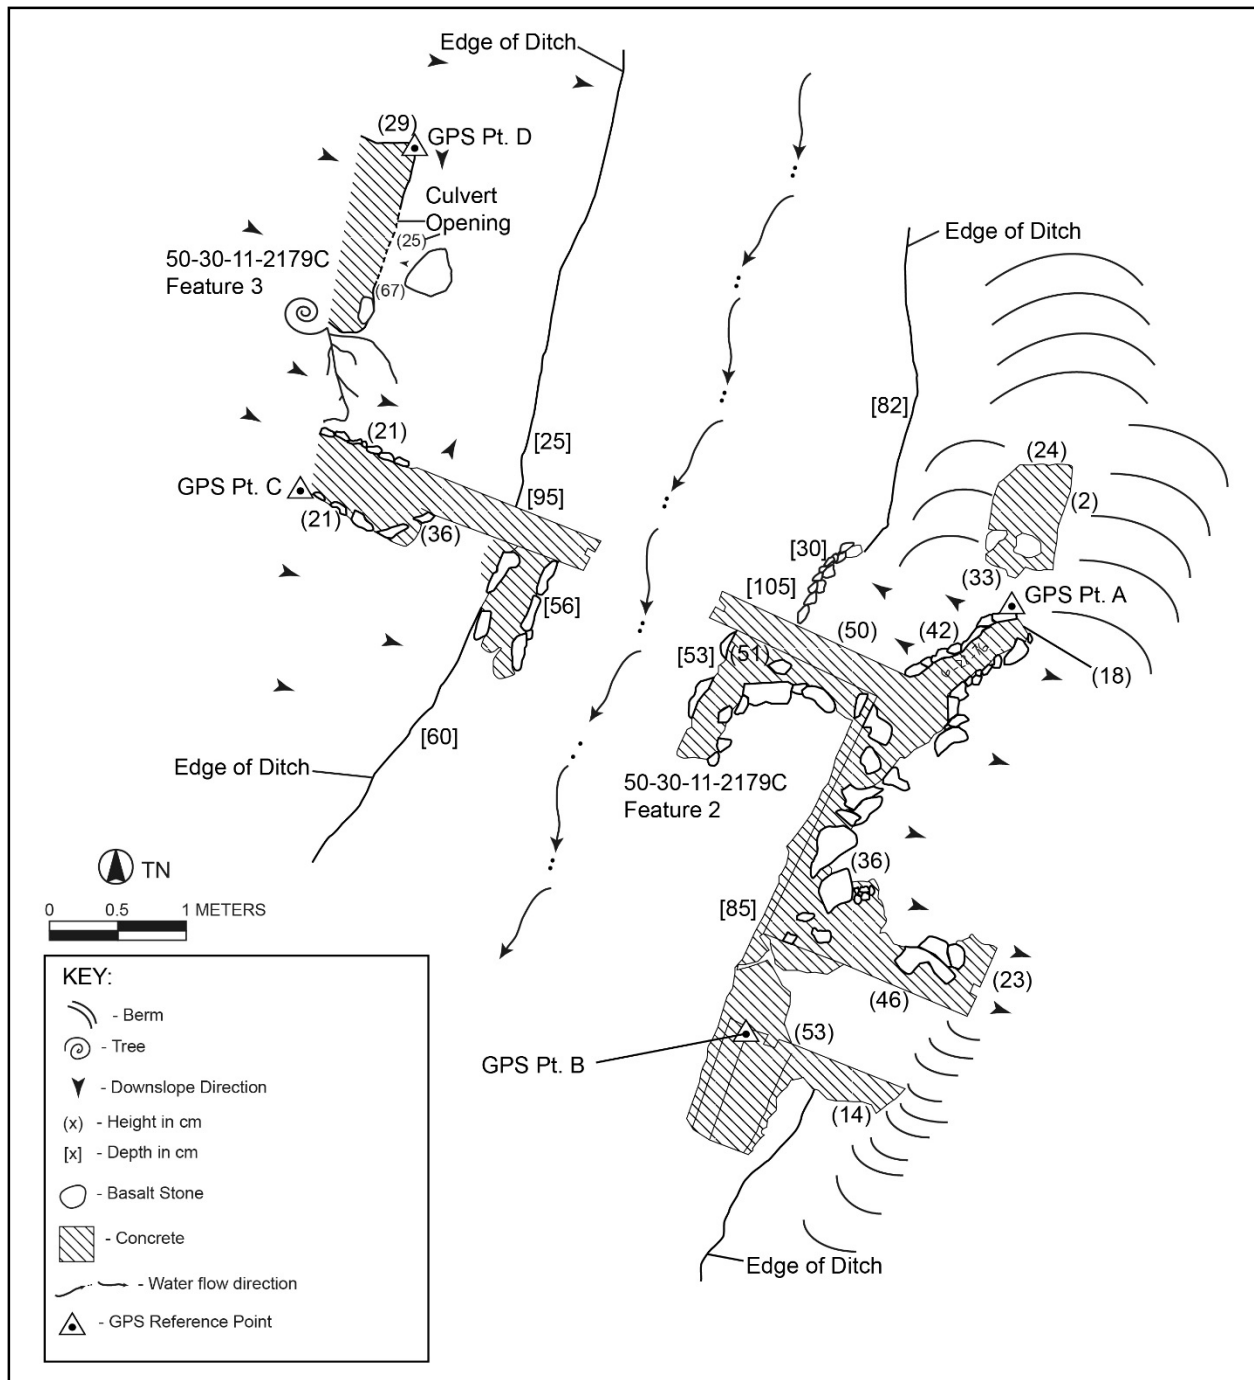 Edge of Ditch
(29)
GPS Pt. D
Culvert
Opening
(25)
50-30-11-2179C
Feature 3
(67)
Edge of Ditch
[82]
(21)
[25]
(24)
GPS Pt. C
[95]
(2)
(21)
(36)
[30]
(33)
[105]
GPS Pt. A
[56]
(50)
(42)
[53]
(51)
(18)
[60]
Edge of Ditch
50-30-11-2179C
Feature 2
TN
(36)
0 0.5 1 METERS
[85]
KEY:
(23)
(46)
- Berm
(53)
- Tree
GPS Pt. B
- Downslope Direction
(14)
(x) - Height in cm
[x] - Depth in cm
- Basalt Stone
- Concrete
Edge of Ditch
- Water flow direction
- GPS Reference Point